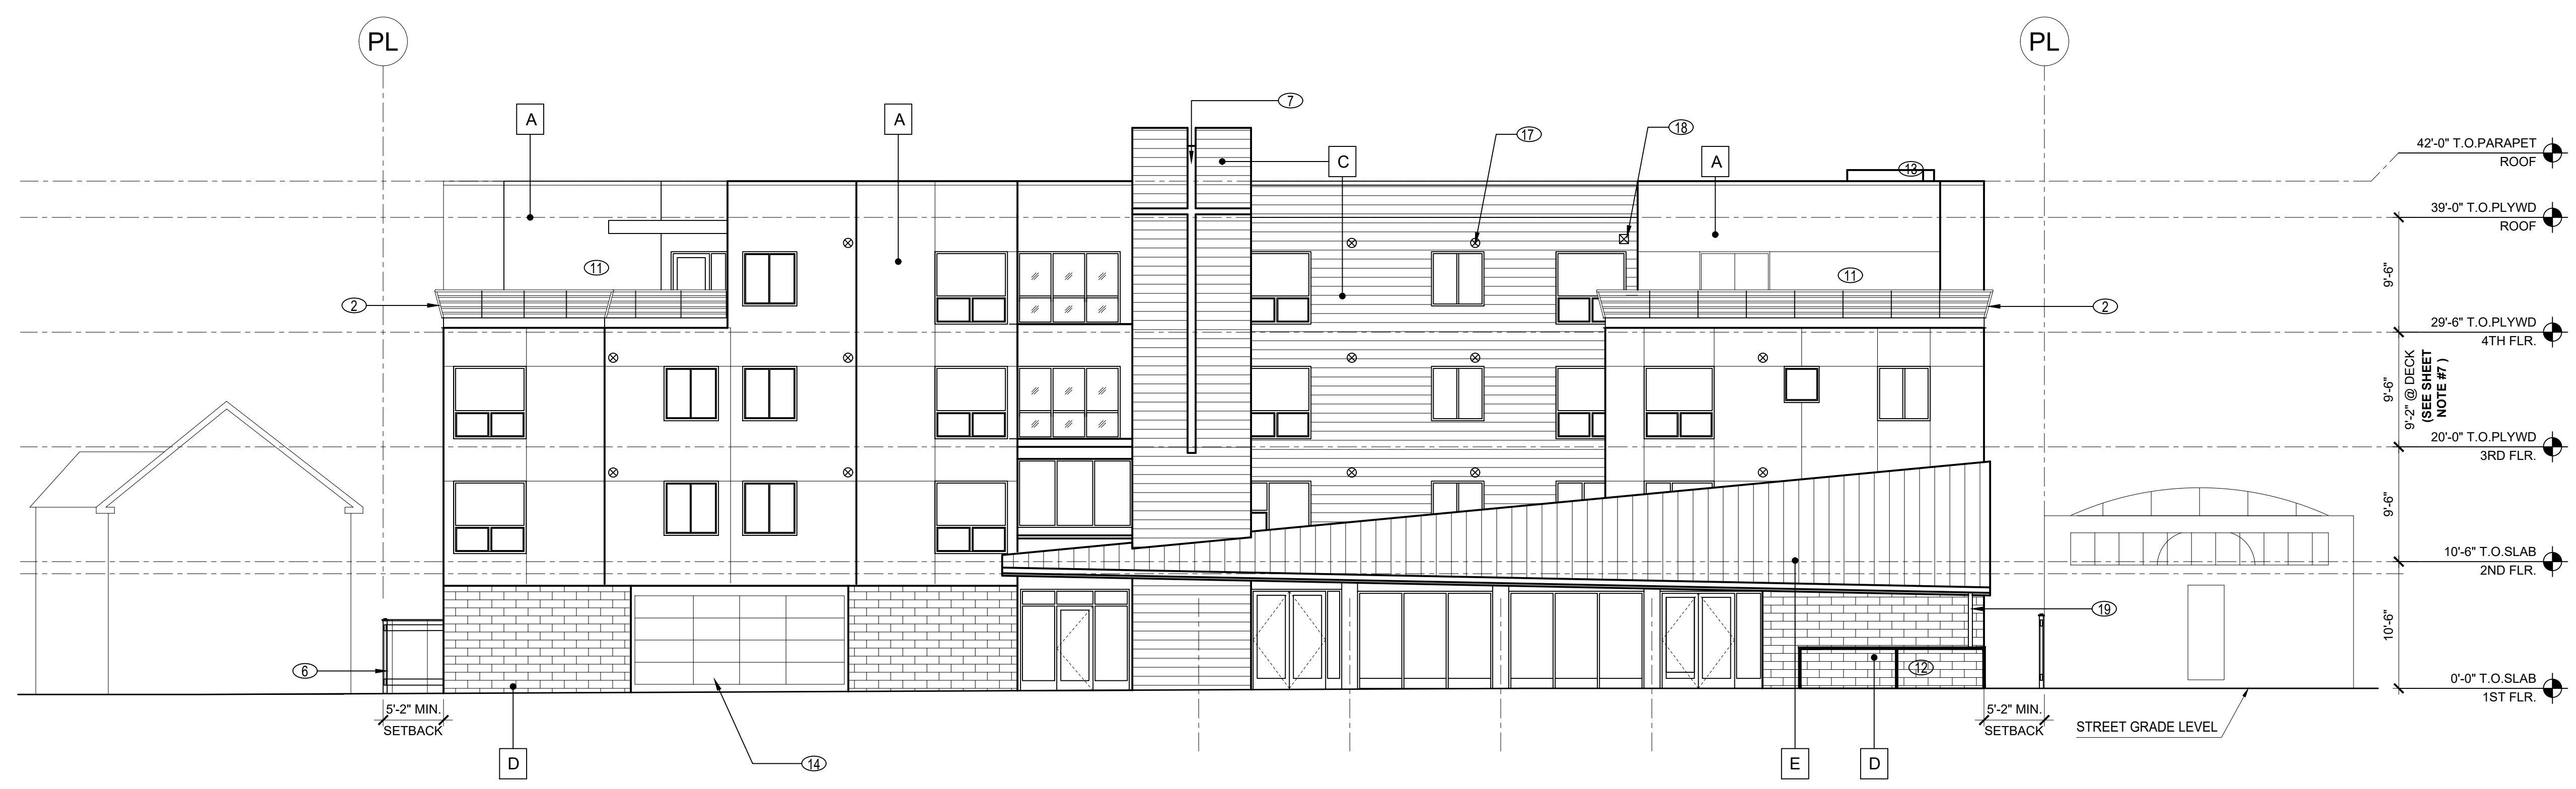 PL
PL
A
A
7
C
17
18
A
13
42'-0" T.O.PARAPET
ROOF
39'-0" T.O.PLYWD
ROOF
11
11
2
2
9'-6"
29'-6" T.O.PLYWD
4TH FLR.
9'-6"
9'-2" @ DECK
(SEE SHEET
NOTE #7 )
20'-0" T.O.PLYWD
3RD FLR.
9'-6"
10'-6" T.O.SLAB
2ND FLR.
19
10'-6"
6
12
0'-0" T.O.SLAB
1ST FLR.
5'-2" MIN.
SETBACK
5'-2" MIN.
SETBACK
STREET GRADE LEVEL
D
14
E
D